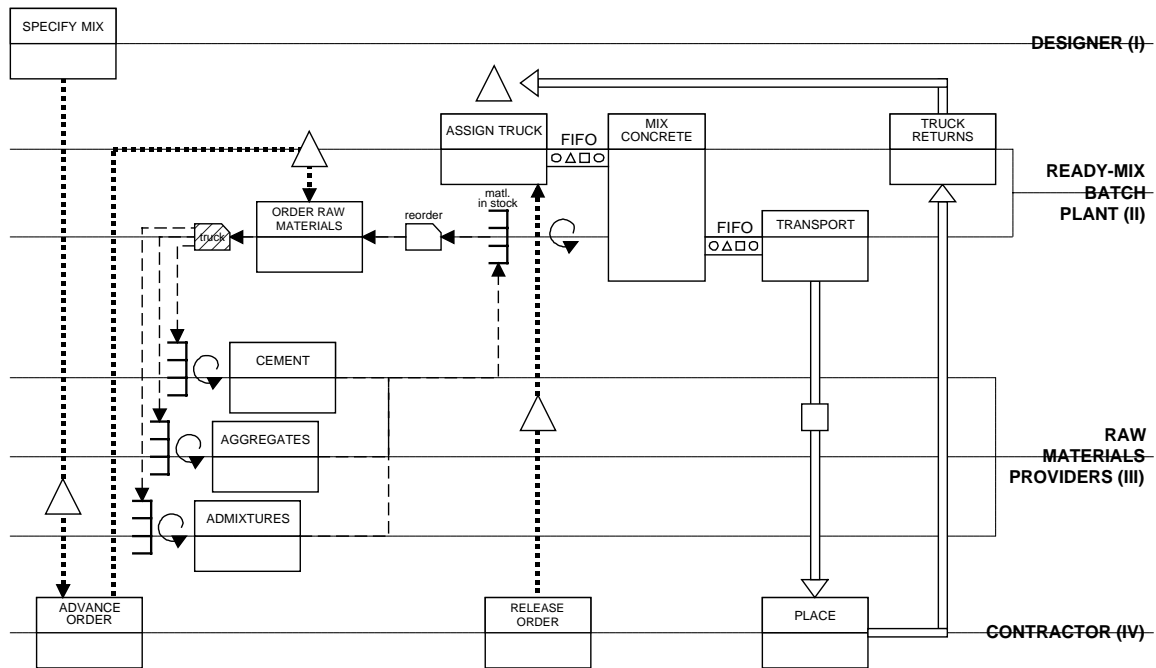 SPECIFY MIX
DESIGNER (I)
ASSIGN TRUCK
FIFO
MIX
CONCRETE
TRUCK
RETURNS
READY-MIX
BATCH
PLANT (II)
ORDER RAW
MATERIALS
truck
reorder
matl.
in stock
FIFO
TRANSPORT
CEMENT
AGGREGATES
ADMIXTURES
RAW
MATERIALS
PROVIDERS (III)
ADVANCE
ORDER
RELEASE
ORDER
PLACE
CONTRACTOR (IV)